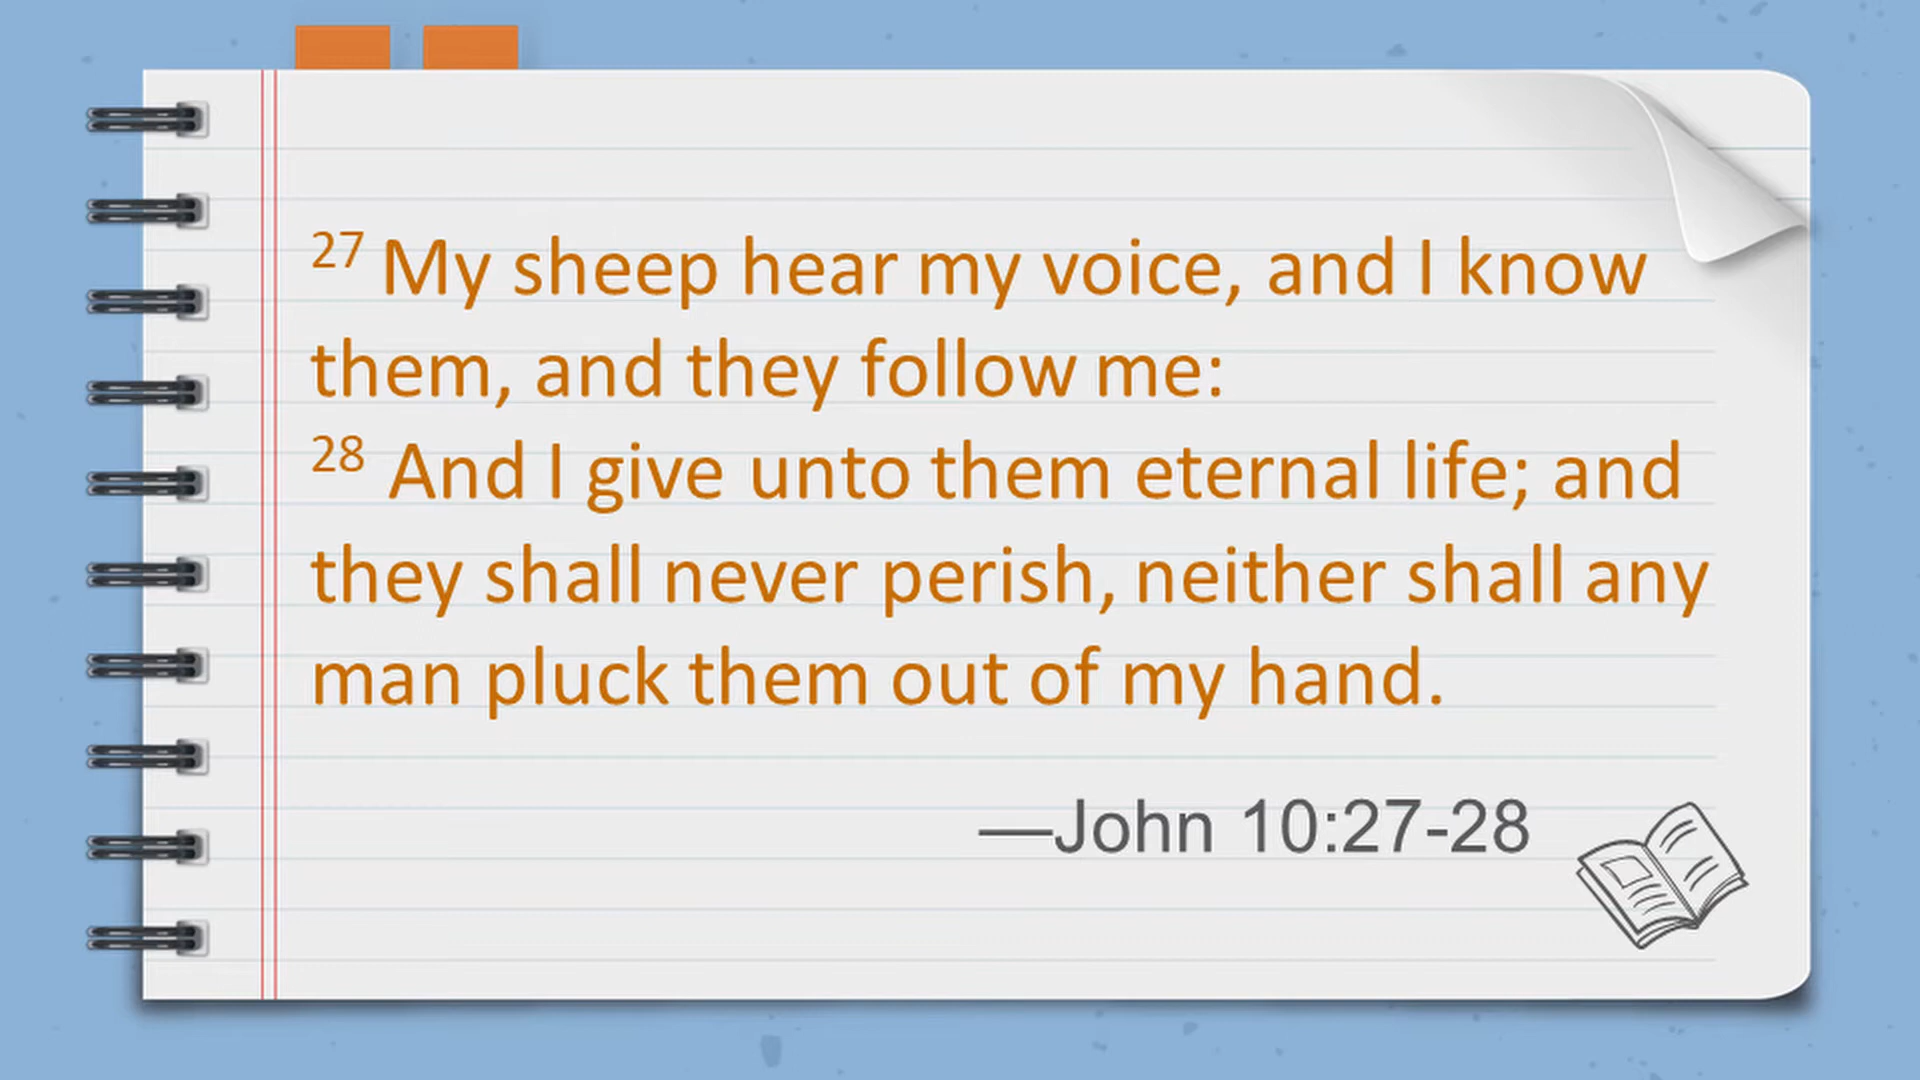 27 My sheep hear my voice, and I know
them, and they follow me:
28 And I give unto them eternal life; and
they shall never perish, neither shall any
man pluck them out of my hand.
—John 10:27-28